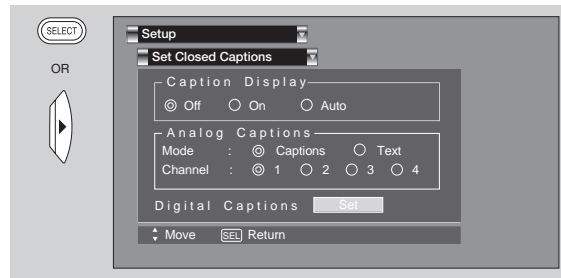 SELECT
OR
Setup
Set Closed Captions
Caption Display
Off On Auto
Analog Captions
Mode : Captions Text
Channel : 1 2 3 4
Digital Captions Set
Move SEL Return